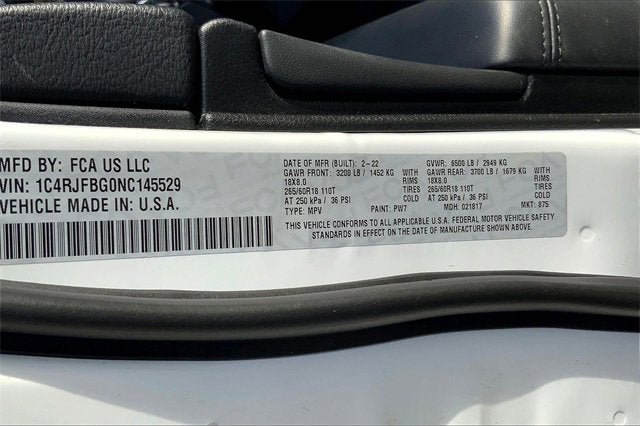 MFD BY: FCA US LLC
VIN: 1C4RJFBG0NC145529
VEHICLE MADE IN: U.S.A.
DATE OF MFR (BUILT): 2-22 GVWR: 6500 LB / 2949 KG
GAWR FRONT: 3200 LB / 1452 KG WITH GAWR REAR: 3700 LB / 1679 KG WITH
18X8.0 RIMS 18X8.0 RIMS
265/60R18 110T TIRES 265/60R18 110T TIRES
AT 250 kPa / 36 PSI COLD AT 250 kPa / 36 PSI COLD
TYPE: MPV PAINT: PW7 MDH: 021817 MKT: 875
THIS VEHICLE CONFORMS TO ALL APPLICABLE U.S.A. FEDERAL MOTOR VEHICLE SAFETY
STANDARDS IN EFFECT ON THE DATE OF MANUFACTURE SHOWN ABOVE.